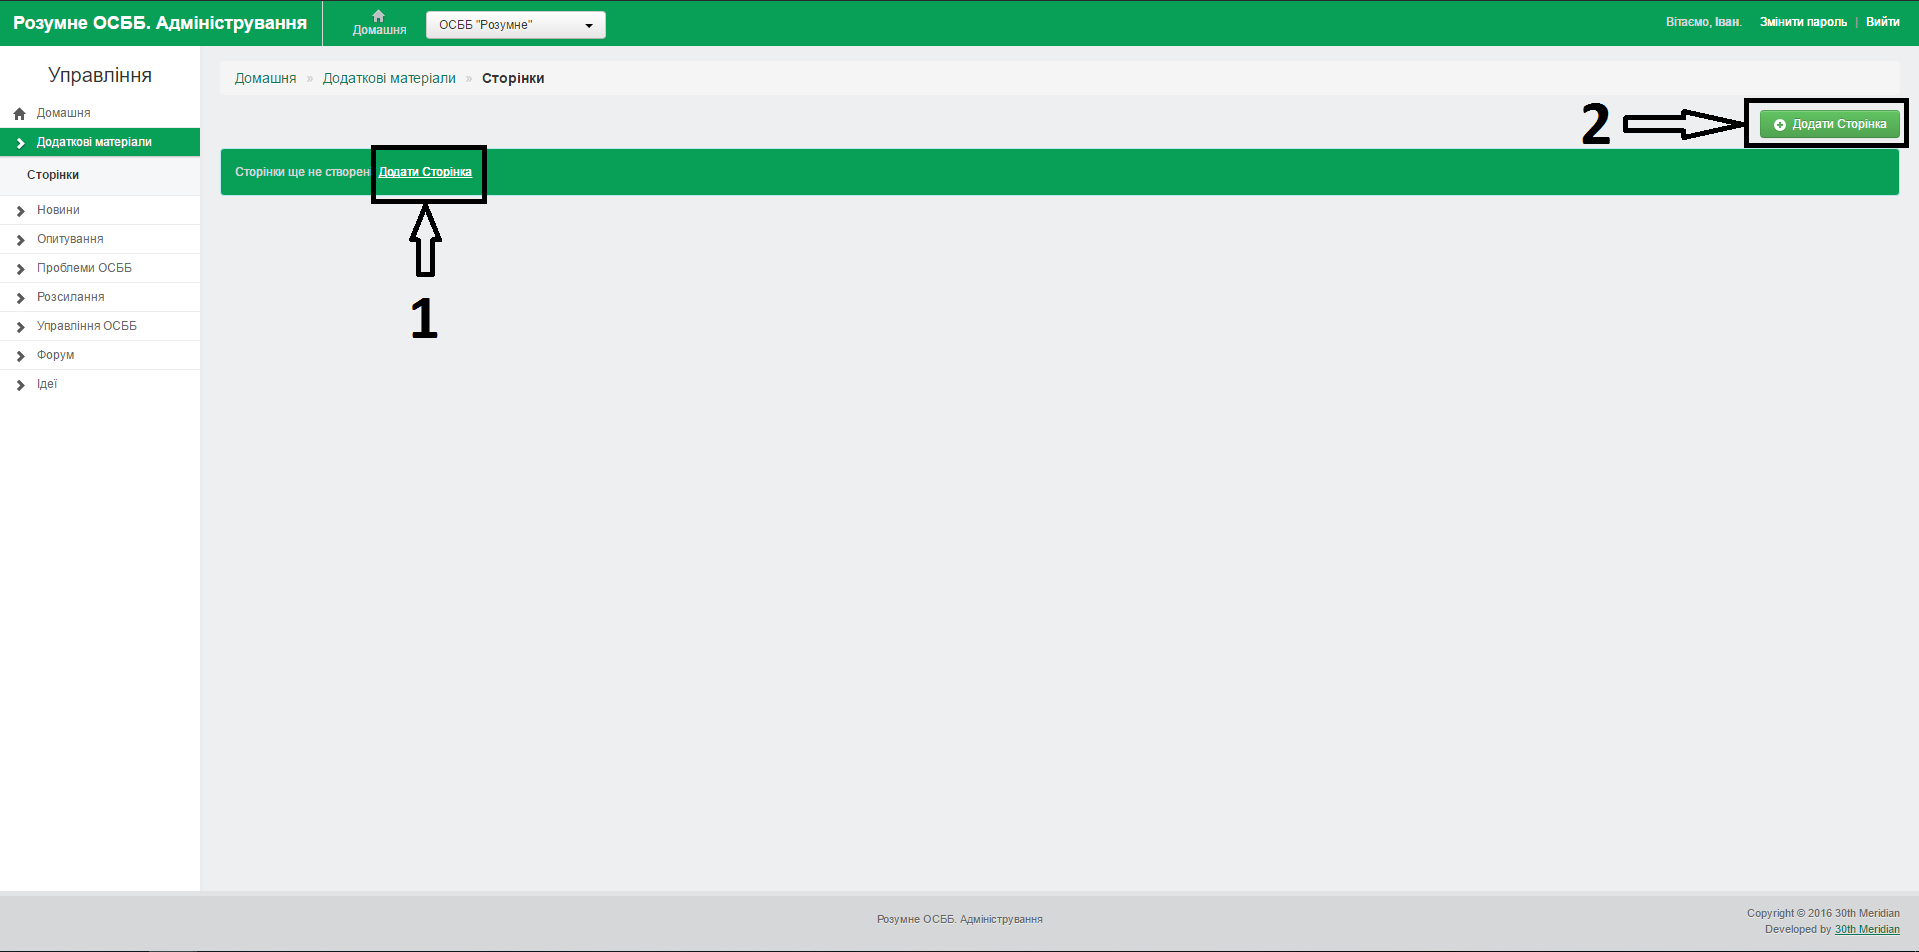 Розумне ОСББ. Адміністрування
Домашня
ОСББ "Розумне"
Вітаємо, Іван. Змінити пароль | Вийти
Управління
Домашня
Додаткові матеріали
Сторінки
Новини
Опитування
Проблеми ОСББ
Розсилання
Управління ОСББ
Форум
Ідеї
Домашня » Додаткові матеріали » Сторінки
2
Додати Сторінка
Сторінки ще не створен Додати Сторінка
1
Розумне ОСББ. Адміністрування
Copyright © 2016 30th Meridian
Developed by 30th Meridian